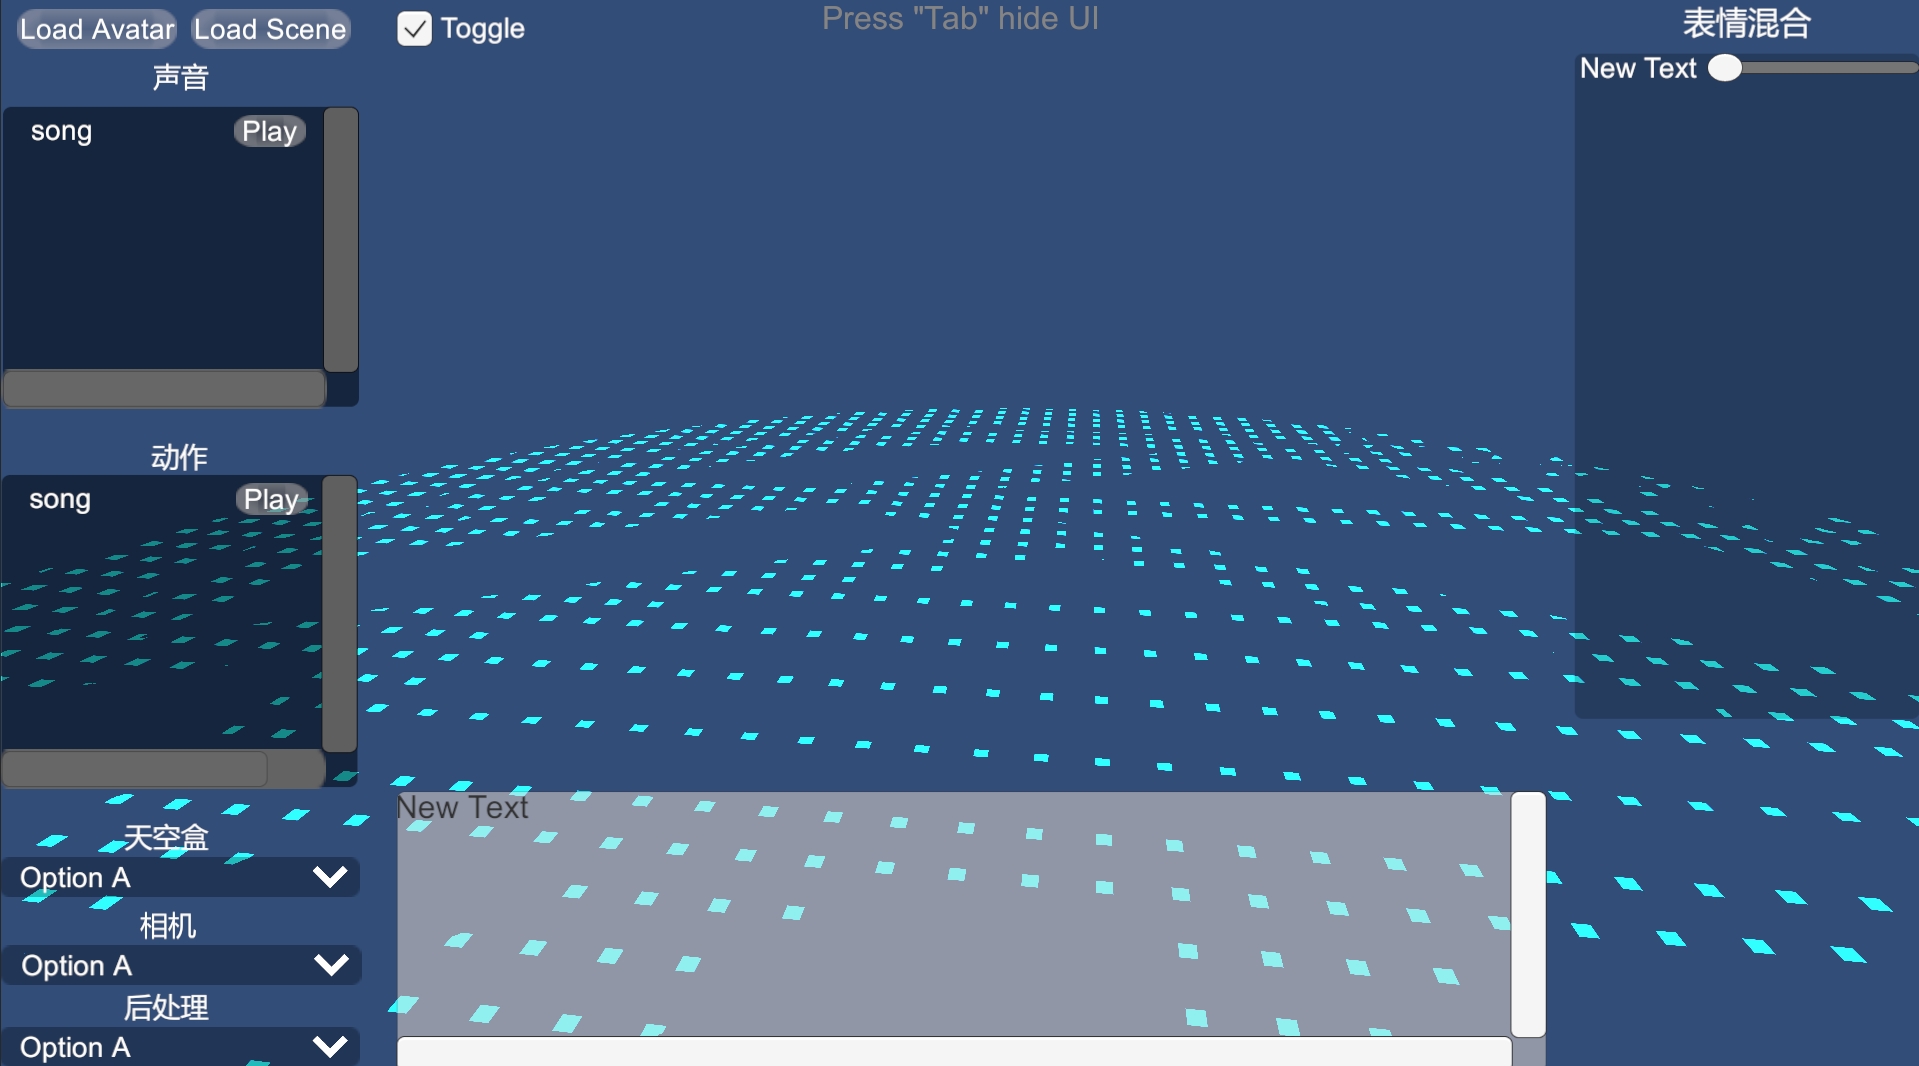 Load Avatar Load Scene
Toggle
Press "Tab" hide UI
声音
song Play
动作
song Play
天空盒
Option A
相机
Option A
后处理
Option A
New Text
表情混合
New Text